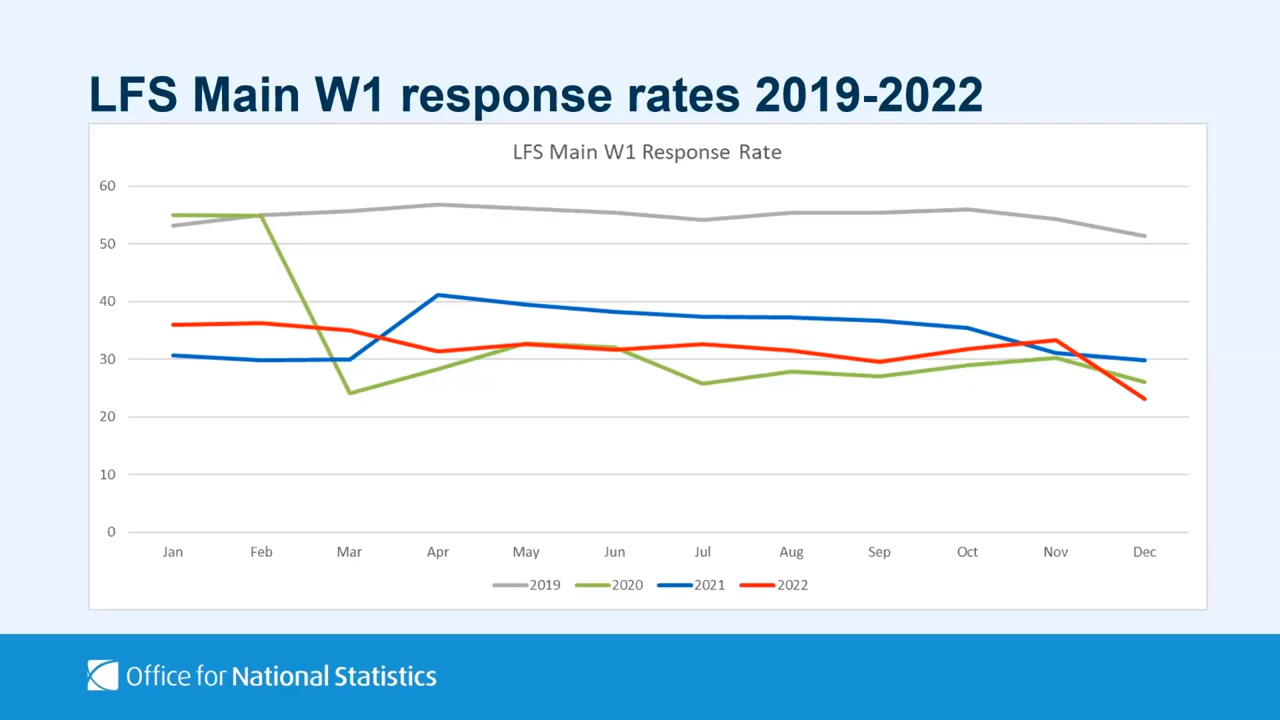 LFS Main W1 response rates 2019-2022
LFS Main W1 Response Rate
60
50
40
30
20
10
0
Jan Feb Mar Apr May Jun Jul Aug Sep Oct Nov Dec
2019 2020 2021 2022
Office for National Statistics